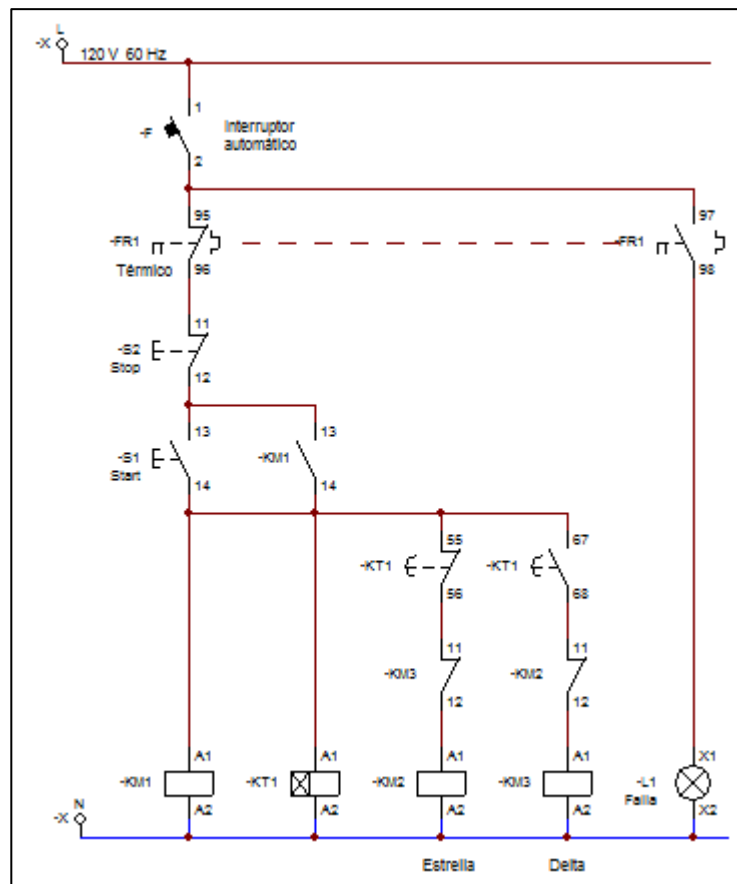 L
-X
120 V 60 Hz
1
-F
Interruptor
automático
2
95
97
-FR1
-FR1
Térmico
96
98
11
-S2
Stop
12
13
13
-S1
-KM1
Start
14
14
55
67
-KT1
-KT1
56
68
11
11
-KM3
-KM2
12
12
A1
A1
A1
A1
X1
-KM1
-KT1
-KM2
-KM3
-L1
Falla
A2
A2
A2
A2
X2
N
-X
Estrella
Delta